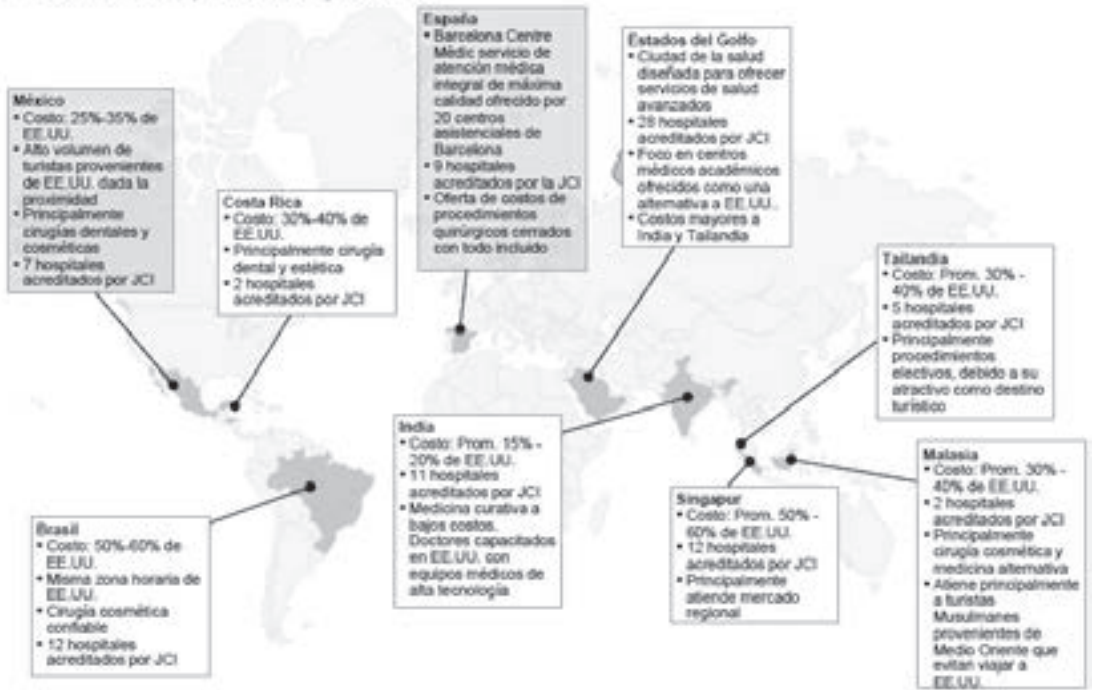 México
• Costo: 25%-35% de
EE.UU.
• Alto volumen de
turistas provenientes
de EE.UU. dada la
proximidad
• Principalmente
cirugías dentales y
cosméticas
• 7 hospitales
acreditados por JCI
Costa Rica
• Costo: 30%-40% de
EE.UU.
• Principalmente cirugía
dental y estética
• 2 hospitales
acreditados por JCI
España
• Barcelona Centre
Mèdic servicio de
atención médica
integral de máxima
calidad ofrecido por
20 centros
asistenciales de
Barcelona
• 9 hospitales
acreditados por la JCI
• Oferta de costos de
procedimientos
quirúrgicos cerrados
con todo incluido
Estados del Golfo
• Ciudad de la salud
diseñada para ofrecer
servicios de salud
avanzados
• 28 hospitales
acreditados por JCI
• Foco en centros
médicos académicos
ofrecidos como una
alternativa a EE.UU.
• Costos mayores a
India y Tailandia
Tailandia
• Costo: Prom. 30% -
40% de EE.UU.
• 5 hospitales
acreditados por JCI
• Principalmente
procedimientos
electivos, debido a su
atractivo como destino
turístico
India
• Costo: Prom. 15% -
20% de EE.UU.
• 11 hospitales
acreditados por JCI
• Medicina curativa a
bajos costos.
Doctores capacitados
en EE.UU. con
equipos médicos de
alta tecnología
Brasil
• Costo: 50%-60% de
EE.UU.
• Misma zona horaria de
EE.UU.
• Cirugía cosmética
confiable
• 12 hospitales
acreditados por JCI
Singapur
• Costo: Prom. 50% -
60% de EE.UU.
• 12 hospitales
acreditados por JCI
• Principalmente
atiende mercado
regional
Malasia
• Costo: Prom. 30% -
40% de EE.UU.
• 2 hospitales
acreditados por JCI
• Principalmente
cirugía cosmética y
medicina alternativa
• Atiene principalmente
a turistas
Musulmanes
provenientes de
Medio Oriente que
evitan viajar a
EE.UU.